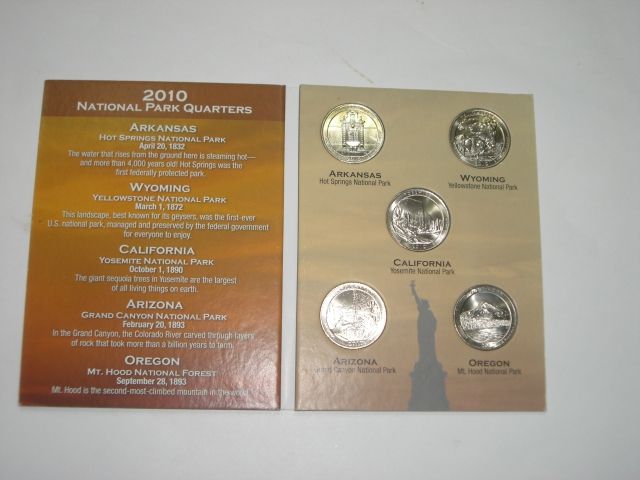 2010
NATIONAL PARK QUARTERS
ARKANSAS
HOT SPRINGS NATIONAL PARK
April 20, 1832
The water that rises from the ground here is steaming hot—
and more than 4,000 years old! Hot Springs was the
first federally protected park.
WYOMING
YELLOWSTONE NATIONAL PARK
March 1, 1872
This landscape, best known for its geysers, was the first-ever
U.S. national park, managed and preserved by the federal government
for everyone to enjoy.
CALIFORNIA
YOSEMITE NATIONAL PARK
October 1, 1890
The giant sequoia trees in Yosemite are the largest
of all living things on earth.
ARIZONA
GRAND CANYON NATIONAL PARK
February 20, 1893
In the Grand Canyon, the Colorado River carved through layers
of rock that took more than a billion years to form.
OREGON
MT. HOOD NATIONAL FOREST
September 28, 1893
Mt. Hood is the second-most-climbed mountain in the world.
ARKANSAS
Hot Springs National Park
WYOMING
Yellowstone National Park
CALIFORNIA
Yosemite National Park
ARIZONA
Grand Canyon National Park
OREGON
Mt. Hood National Park